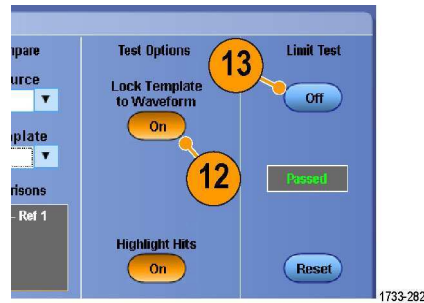 npare
Test Options
Limit Test
13
urce
Lock Template
to Waveform
Off
On
nplate
12
Passed
risons
- Ref 1
Highlight Hits
On
Reset
1733-282